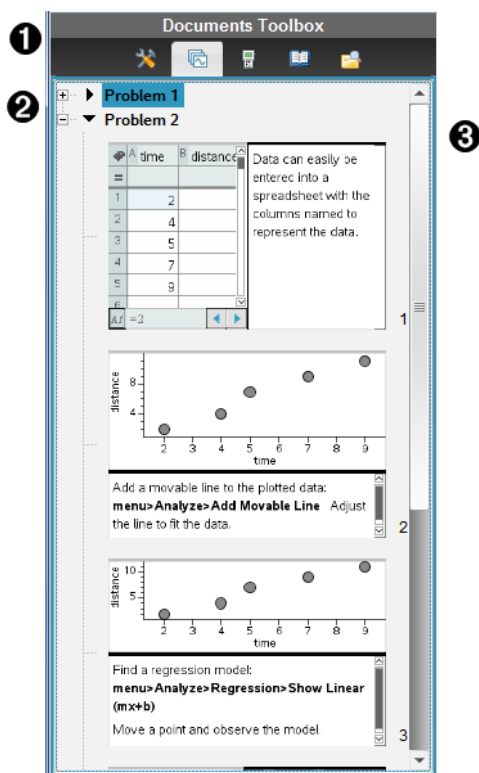 Documents Toolbox
1
2
3
Problem 1
Problem 2
A time B distance
=
1 2
2 4
3 5
4 7
5 9
6
A1 =2
Data can easily be
entered into a
spreadsheet with the
columns named to
represent the data.
1
distance
8
4
2 3 4 5 6 7 8 9
time
Add a movable line to the plotted data:
menu>Analyze>Add Movable Line Adjust
the line to fit the data.
2
distance
10
5
2 3 4 5 6 7 8 9
time
Find a regression model:
menu>Analyze>Regression>Show Linear
(mx+b)
Move a point and observe the model.
3